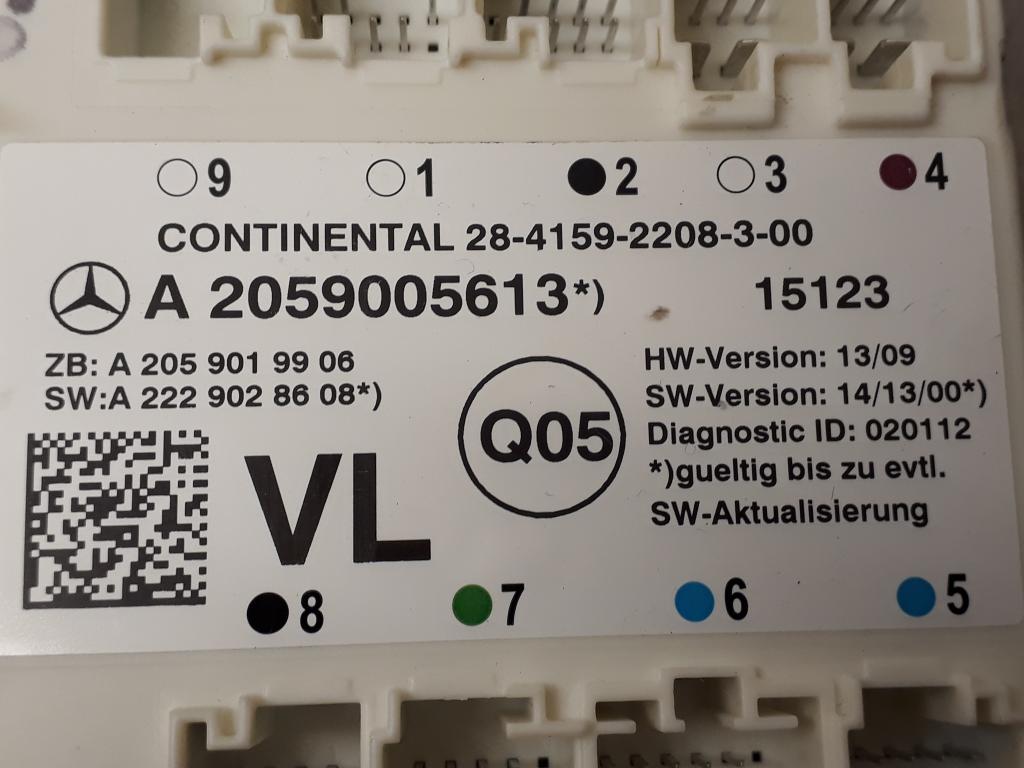 9 1 2 3 4
CONTINENTAL 28-4159-2208-3-00
A 2059005613*) 15123
ZB: A 205 901 99 06
SW:A 222 902 86 08*)
HW-Version: 13/09
SW-Version: 14/13/00*)
Diagnostic ID: 020112
*)gueltig bis zu evtl.
SW-Aktualisierung
Q05
VL
8 7 6 5